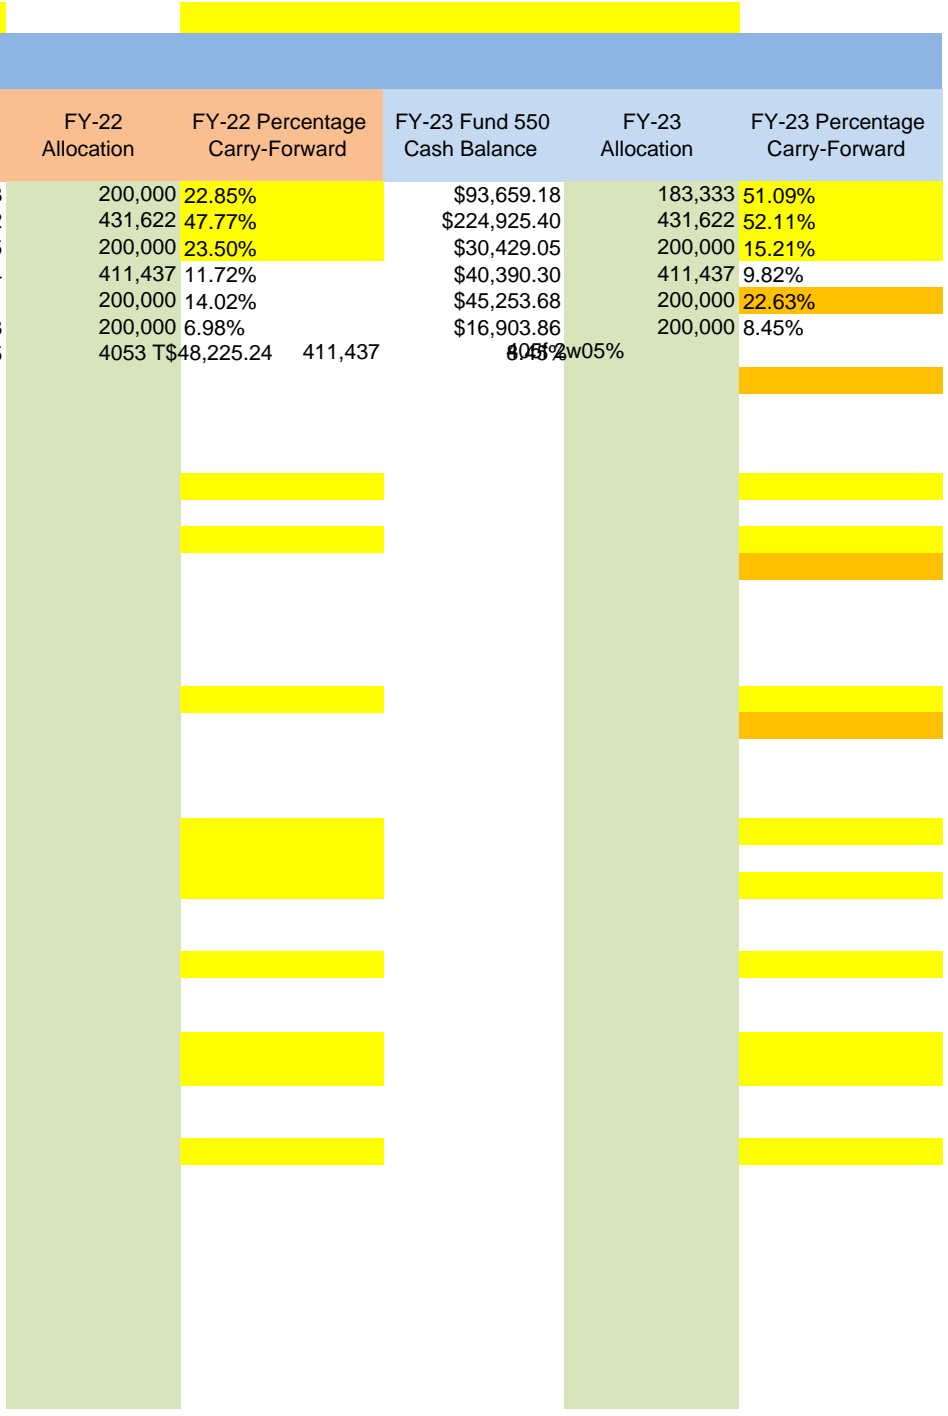 FY-22 Allocation FY-22 Percentage Carry-Forward FY-23 Fund 550 Cash Balance FY-23 Allocation FY-23 Percentage Carry-Forward
200,000 22.85% $93,659.18 183,333 51.09%
431,622 47.77% $224,925.40 431,622 52.11%
200,000 23.50% $30,429.05 200,000 15.21%
411,437 11.72% $40,390.30 411,437 9.82%
200,000 14.02% $45,253.68 200,000 22.63%
200,000 6.98% $16,903.86 200,000 8.45%
4053 T$48,225.24 411,437